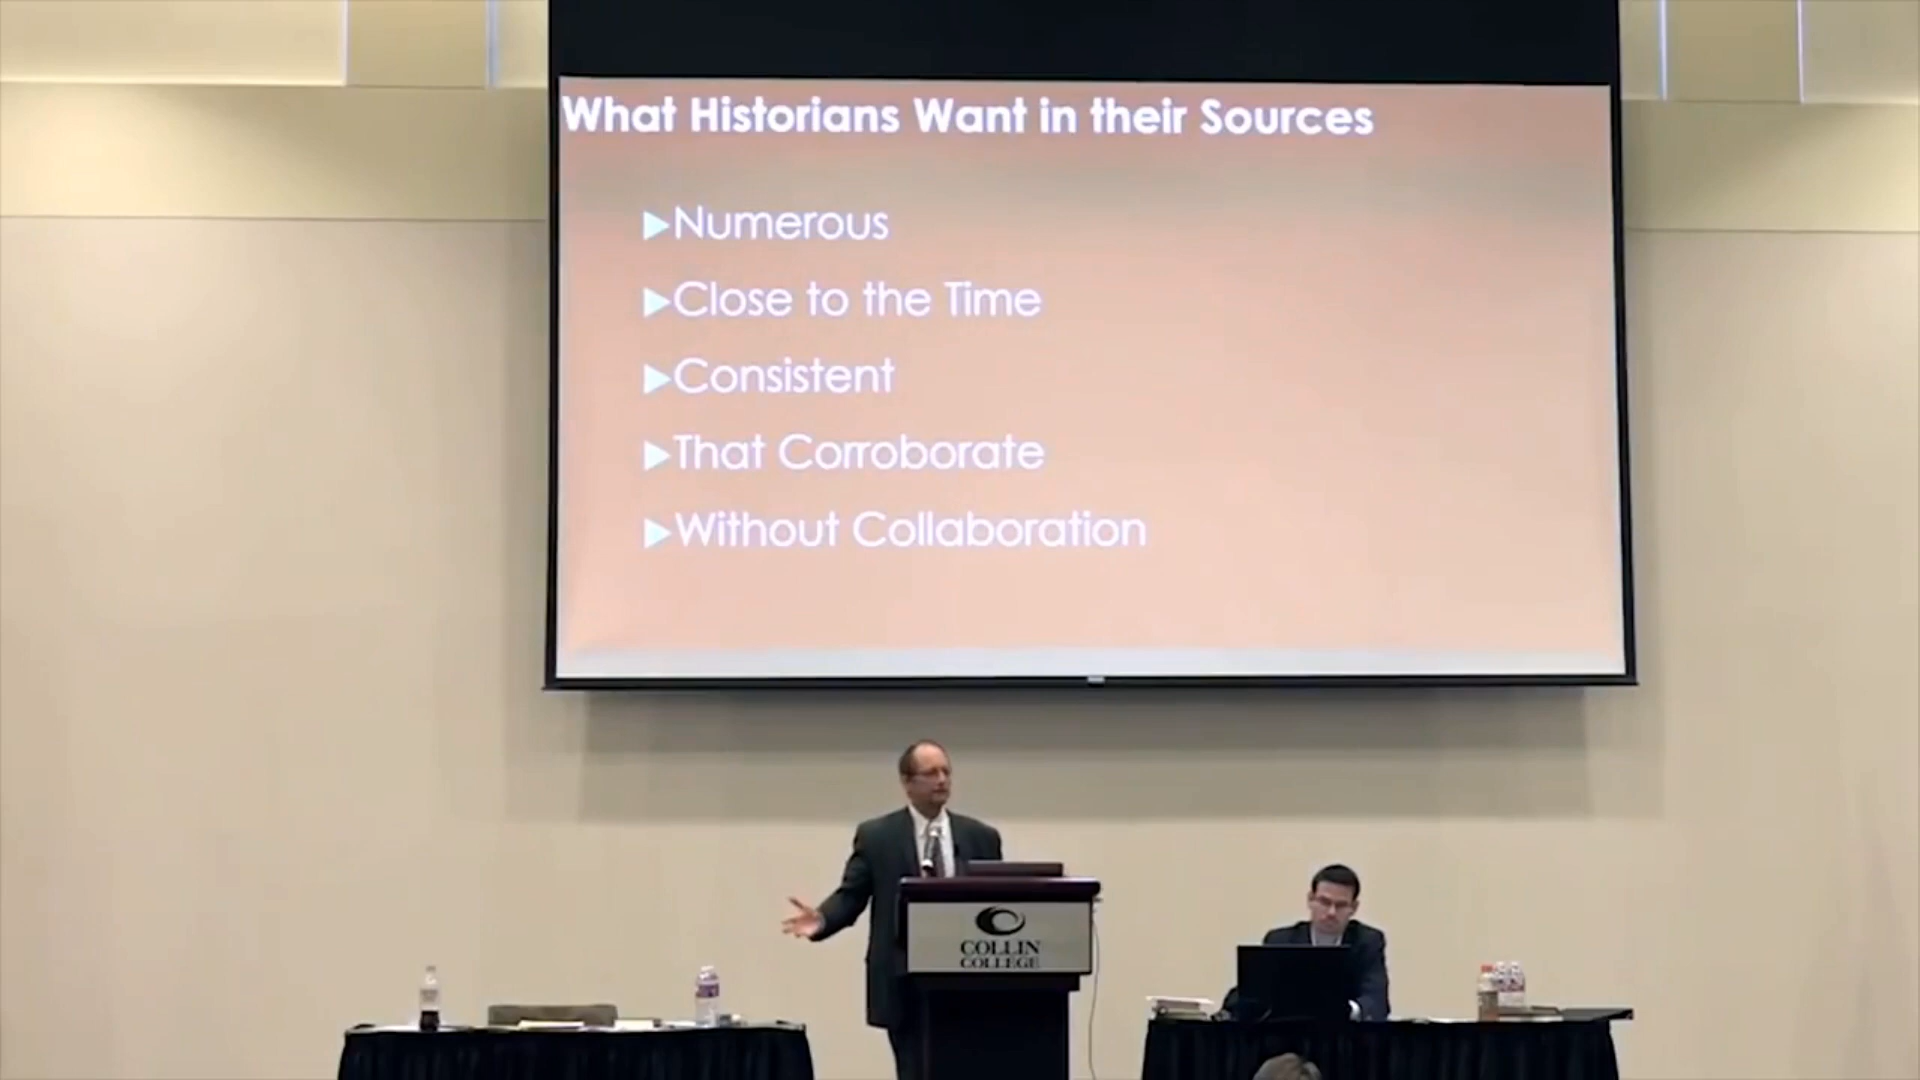 What Historians Want in their Sources
▶Numerous
▶Close to the Time
▶Consistent
▶That Corroborate
▶Without Collaboration
COLLIN
COLLEGE